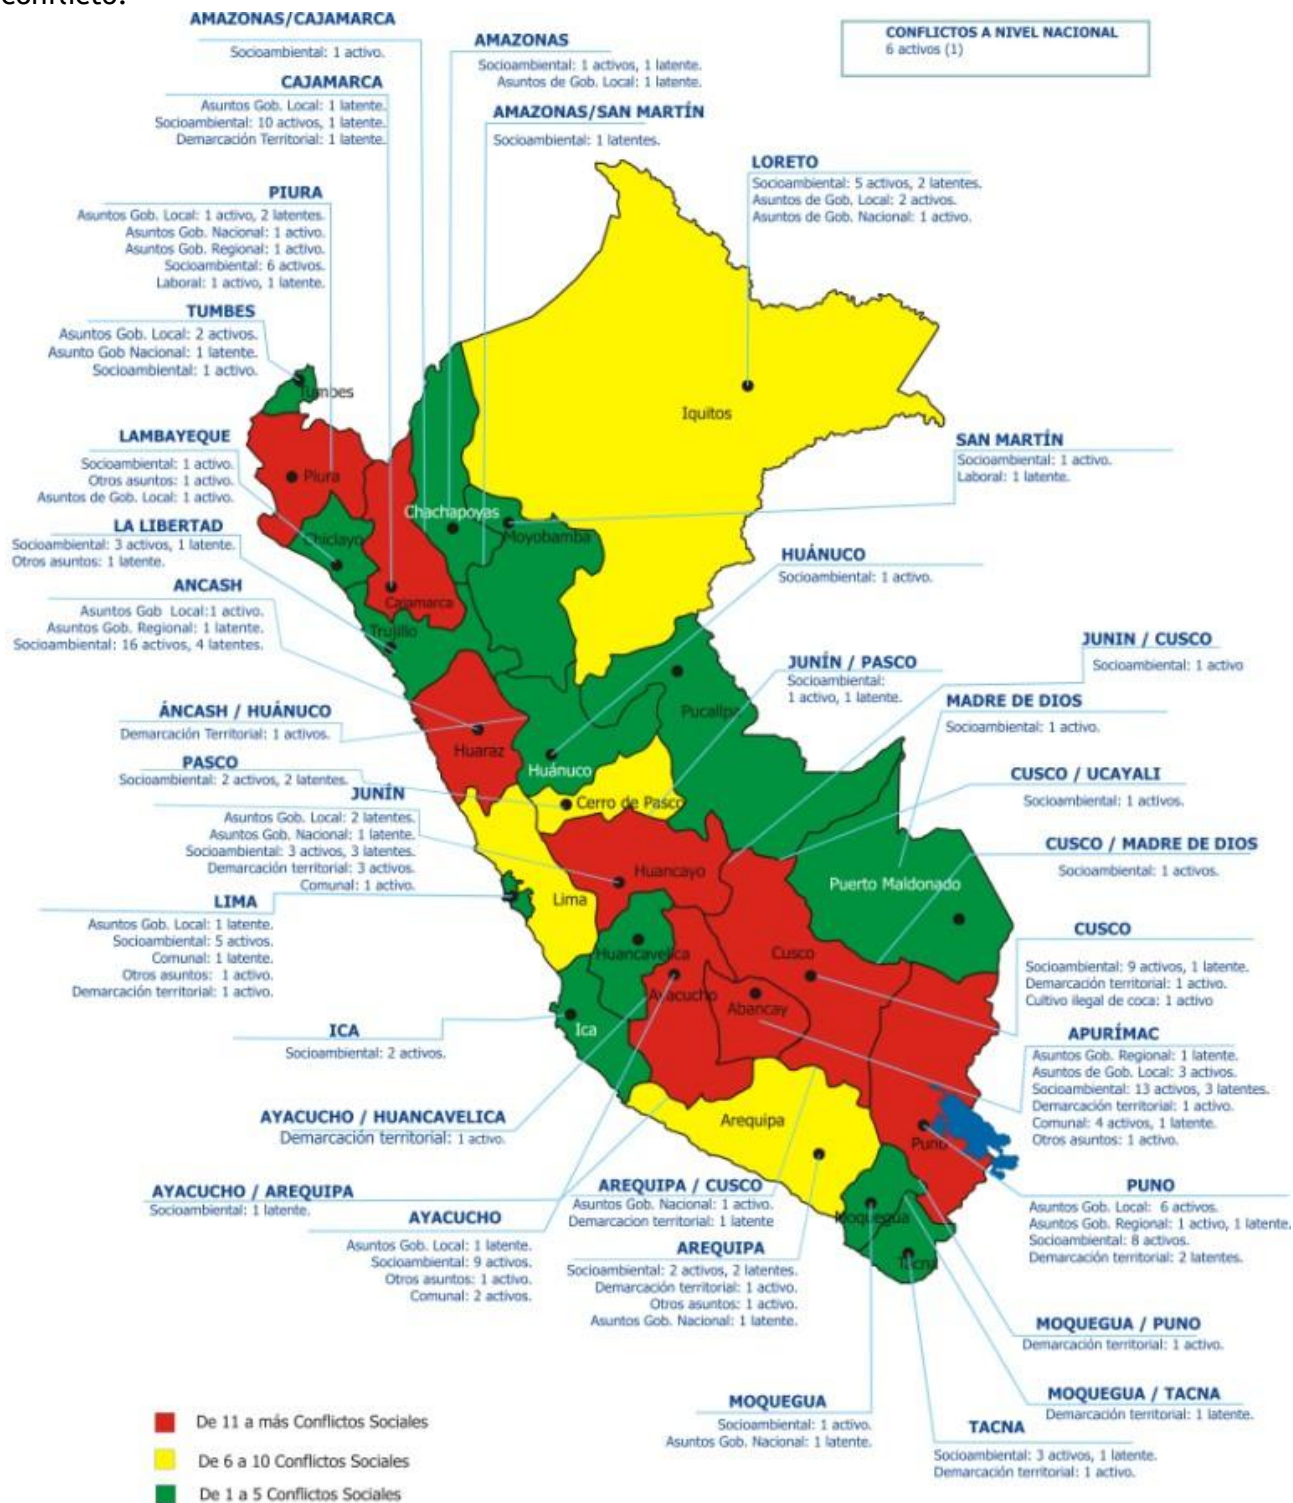 conflicto.
CONFLICTOS A NIVEL NACIONAL
6 activos (1)
AMAZONAS/CAJAMARCA
Socioambiental: 1 activo.
AMAZONAS
Socioambiental: 1 activos, 1 latente.
Asuntos de Gob. Local: 1 latente.
CAJAMARCA
Asuntos Gob. Local: 1 latente.
Socioambiental: 10 activos, 1 latente.
Demarcación Territorial: 1 latente.
AMAZONAS/SAN MARTÍN
Socioambiental: 1 latentes.
LORETO
Socioambiental: 5 activos, 2 latentes.
Asuntos de Gob. Local: 2 activos.
Asuntos de Gob. Nacional: 1 activo.
PIURA
Asuntos Gob. Local: 1 activo, 2 latentes.
Asuntos Gob. Nacional: 1 activo.
Asuntos Gob. Regional: 1 activo.
Socioambiental: 6 activos.
Laboral: 1 activo, 1 latente.
TUMBES
Asuntos Gob. Local: 2 activos.
Asunto Gob Nacional: 1 latente.
Socioambiental: 1 activo.
LAMBAYEQUE
Socioambiental: 1 activo.
Otros asuntos: 1 activo.
Asuntos de Gob. Local: 1 activo.
SAN MARTÍN
Socioambiental: 1 activo.
Laboral: 1 latente.
LA LIBERTAD
Socioambiental: 3 activos, 1 latente.
Otros asuntos: 1 latente.
HUÁNUCO
Socioambiental: 1 activo.
ANCASH
Asuntos Gob Local:1 activo.
Asuntos Gob. Regional: 1 latente.
Socioambiental: 16 activos, 4 latentes.
JUNIN / CUSCO
Socioambiental: 1 activo
JUNÍN / PASCO
Socioambiental:
1 activo, 1 latente.
MADRE DE DIOS
Socioambiental: 1 activo.
ÁNCASH / HUÁNUCO
Demarcación Territorial: 1 activos.
PASCO
Socioambiental: 2 activos, 2 latentes.
CUSCO / UCAYALI
Socioambiental: 1 activos.
JUNÍN
Asuntos Gob. Local: 2 latentes.
Asuntos Gob. Nacional: 1 latente.
Socioambiental: 3 activos, 3 latentes.
Demarcación territorial: 3 activos.
Comunal: 1 activo.
CUSCO / MADRE DE DIOS
Socioambiental: 1 activos.
LIMA
Asuntos Gob. Local: 1 latente.
Socioambiental: 5 activos.
Comunal: 1 latente.
Otros asuntos: 1 activo.
Demarcación territorial: 1 activo.
CUSCO
Socioambiental: 9 activos, 1 latente.
Demarcación territorial: 1 activo.
Cultivo ilegal de coca: 1 activo
ICA
Socioambiental: 2 activos.
APURÍMAC
Asuntos Gob. Regional: 1 latente.
Asuntos de Gob. Local: 3 activos.
Socioambiental: 13 activos, 3 latentes.
Demarcación territorial: 1 activo.
Comunal: 4 activos, 1 latente.
Otros asuntos: 1 activo.
AYACUCHO / HUANCAVELICA
Demarcación territorial: 1 activo.
AYACUCHO / AREQUIPA
Socioambiental: 1 latente.
AYACUCHO
Asuntos Gob. Local: 1 latente.
Socioambiental: 9 activos.
Otros asuntos: 1 activo.
Comunal: 2 activos.
AREQUIPA / CUSCO
Asuntos Gob. Nacional: 1 activo.
Demarcacion territorial: 1 latente
AREQUIPA
Socioambiental: 2 activos, 2 latentes.
Demarcación territorial: 1 activo.
Otros asuntos: 1 activo.
Asuntos Gob. Nacional: 1 latente.
PUNO
Asuntos Gob. Local: 6 activos.
Asuntos Gob. Regional: 1 activo, 1 latente.
Socioambiental: 8 activos.
Demarcación territorial: 2 latentes.
MOQUEGUA / PUNO
Demarcación territorial: 1 activo.
MOQUEGUA / TACNA
Demarcación territorial: 1 latente.
MOQUEGUA
Socioambiental: 1 activo.
Asuntos Gob. Nacional: 1 latente.
TACNA
Socioambiental: 3 activos, 1 latente.
Demarcación territorial: 1 activo.
Tumbes
Iquitos
Piura
Chachapoyas
Moyobamba
Chiclayo
Cajamarca
Trujillo
Pucallpa
Huaraz
Huánuco
Cerro de Pasco
Huancayo
Lima
Puerto Maldonado
Huancavelica
Cusco
Ayacucho
Abancay
Ica
Arequipa
Puno
Moquegua
Tacna
De 11 a más Conflictos Sociales
De 6 a 10 Conflictos Sociales
De 1 a 5 Conflictos Sociales